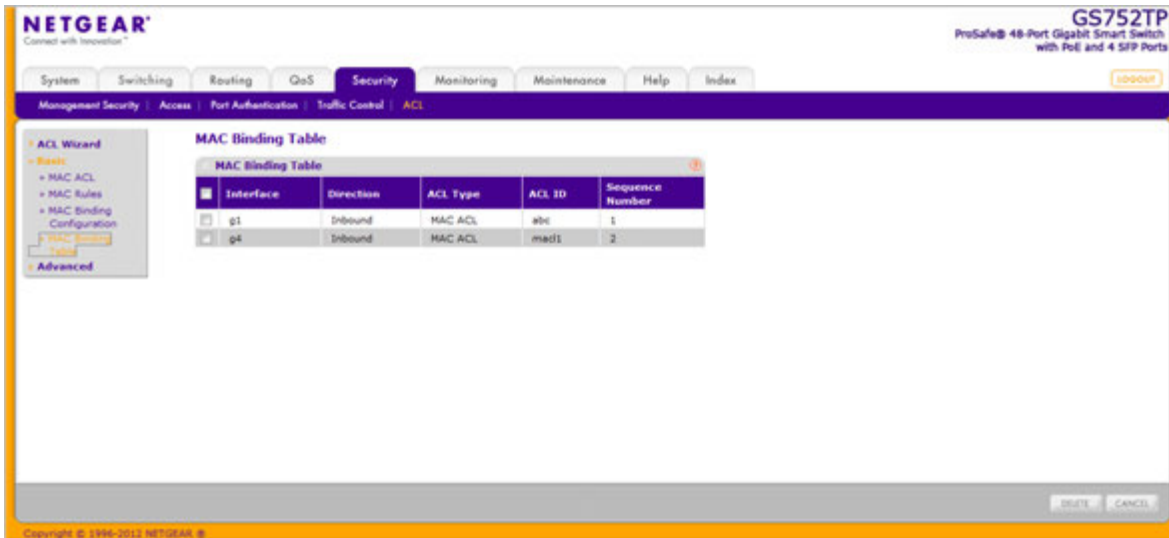 NETGEAR®
Connect with Innovation™
GS752TP
ProSafe® 48-Port Gigabit Smart Switch
with PoE and 4 SFP Ports
System Switching Routing QoS Security Monitoring Maintenance Help Index
LOGOUT
Management Security | Access | Port Authentication | Traffic Control | ACL
ACL Wizard
Basic
» MAC ACL
» MAC Rules
» MAC Binding
Configuration
» MAC Binding
Table
Advanced
MAC Binding Table
MAC Binding Table
Interface Direction ACL Type ACL ID Sequence Number
g1 Inbound MAC ACL abc 1
g4 Inbound MAC ACL 2
DELETE CANCEL
Copyright © 1996-2012 NETGEAR ®